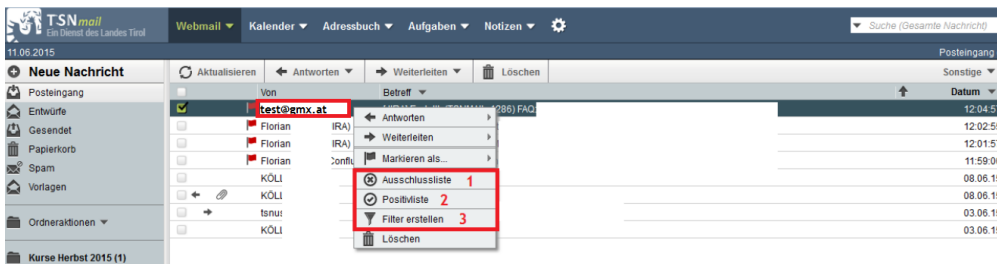 TSNmail
Ein Dienst des Landes Tirol
Webmail Kalender Adressbuch Aufgaben Notizen
Suche (Gesamte Nachricht)
11.06.2015
Posteingang
Neue Nachricht
Aktualisieren Antworten Weiterleiten Löschen
Sonstige
Posteingang
Von Betreff Datum
Entwürfe
test@gmx.at
FAQ
12:04:5
Gesendet
Florian IRA)
12:02:5
Papierkorb
Florian IRA)
12:01:5
Spam
Florian
11:59:0
Vorlagen
KÖLL
08.06.1
KÖLL
08.06.1
Ordneraktionen
tsnus
03.06.1
KÖLL
03.06.1
Kurse Herbst 2015 (1)
Antworten
Weiterleiten
Markieren als...
Ausschlussliste 1
Positivliste 2
Filter erstellen 3
Löschen